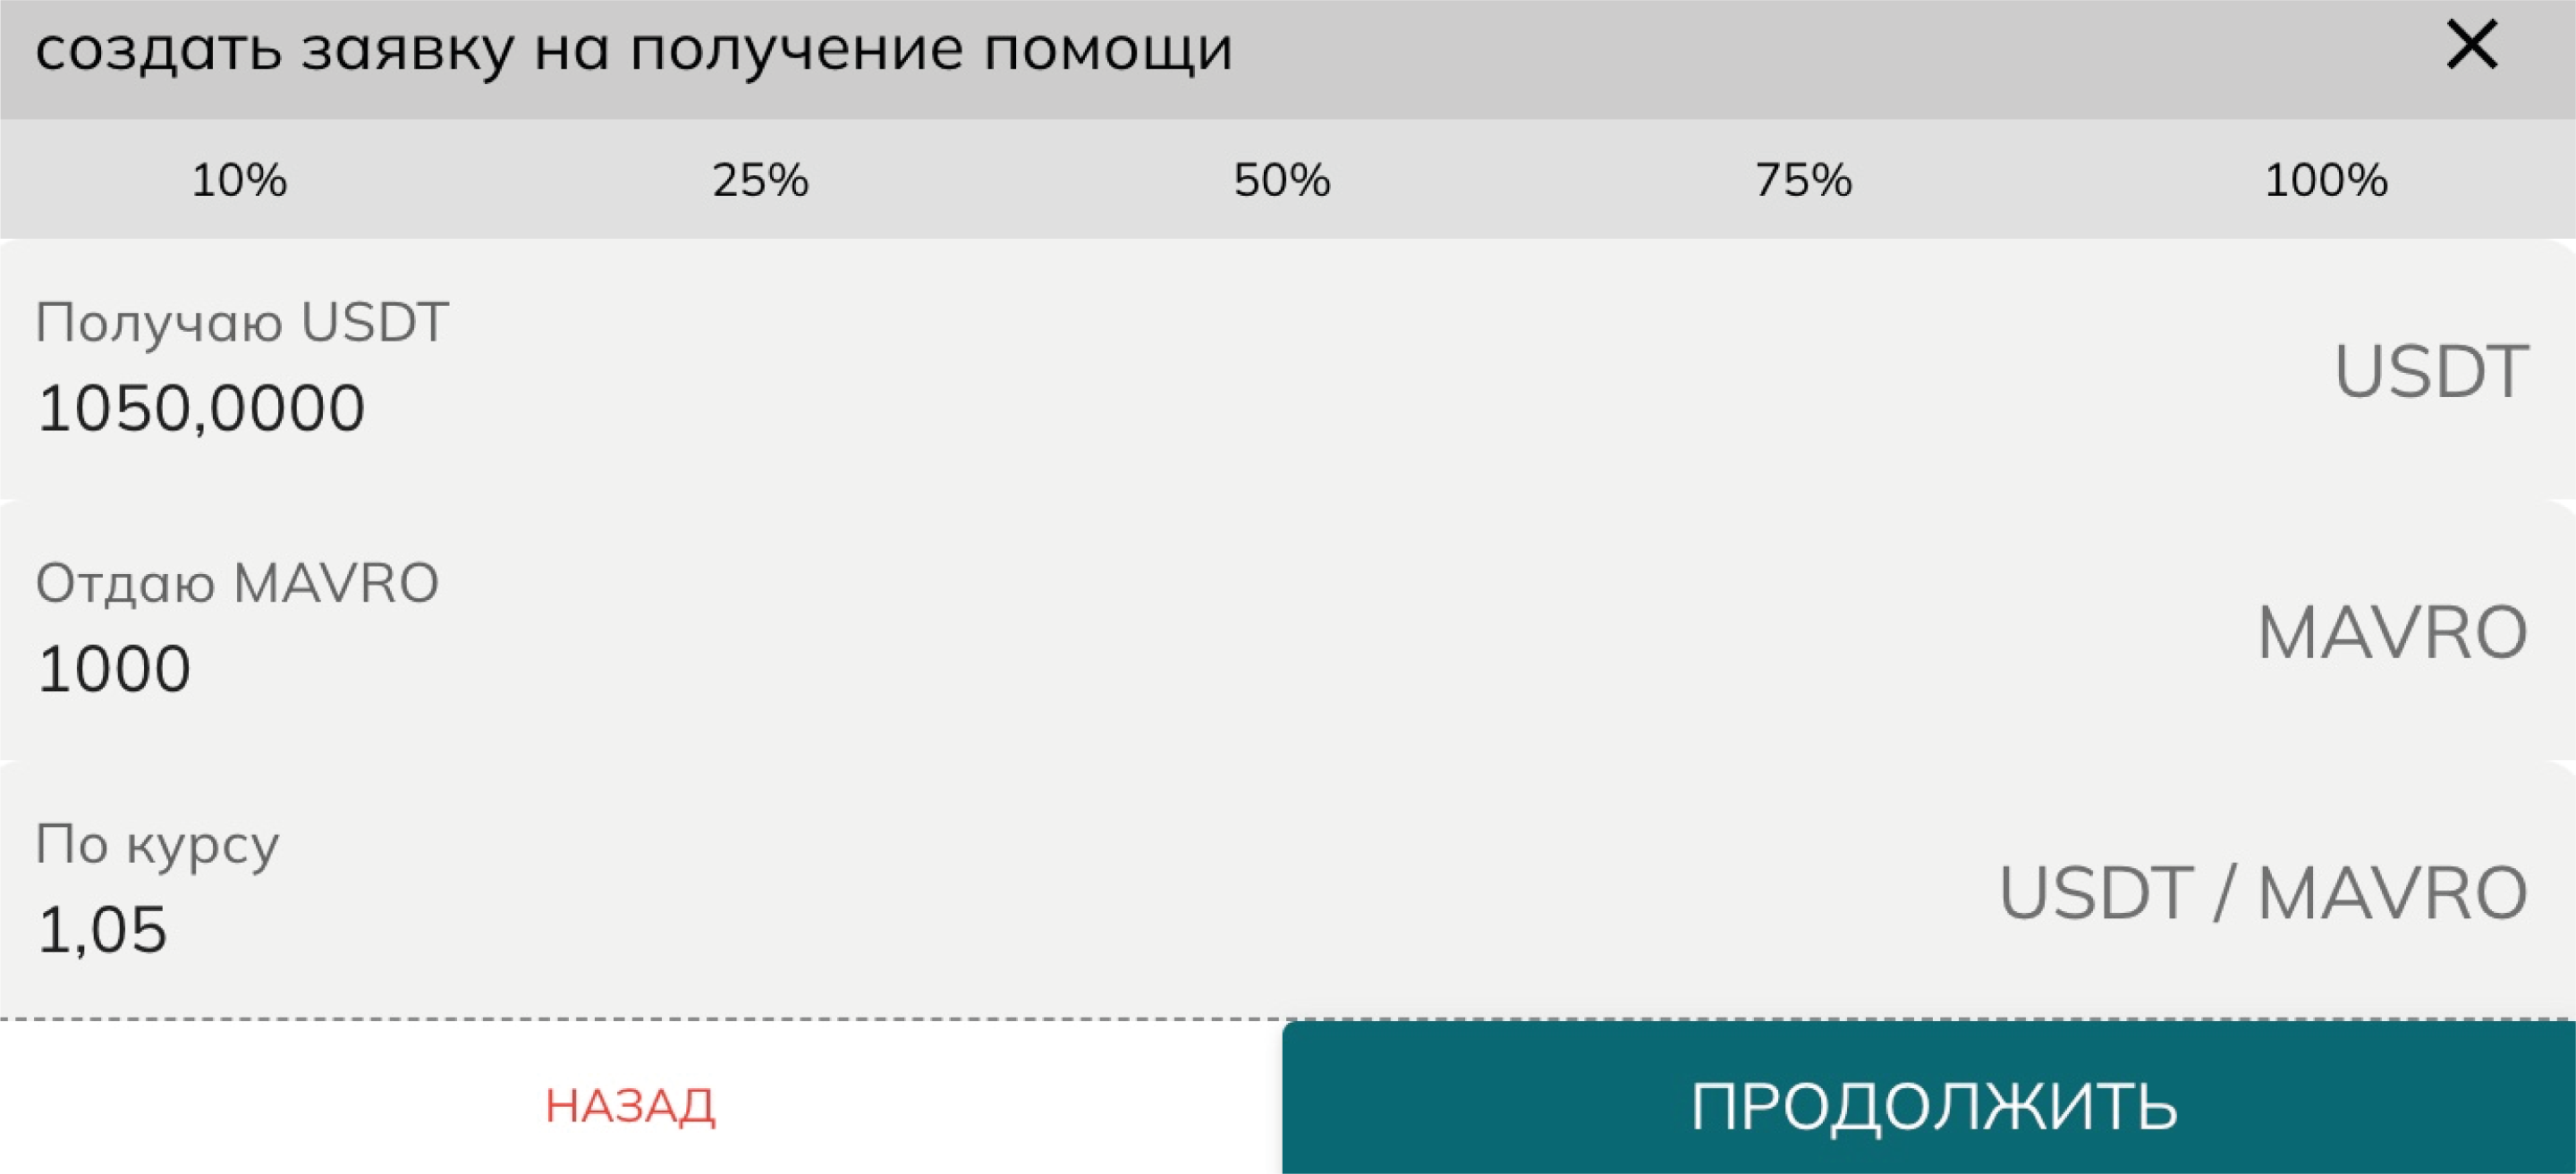 создать заявку на получение помощи
10% 25% 50% 75% 100%
Получаю USDT
1050,0000
USDT
Отдаю MAVRO
1000
MAVRO
По курсу
1,05
USDT / MAVRO
НАЗАД
ПРОДОЛЖИТЬ